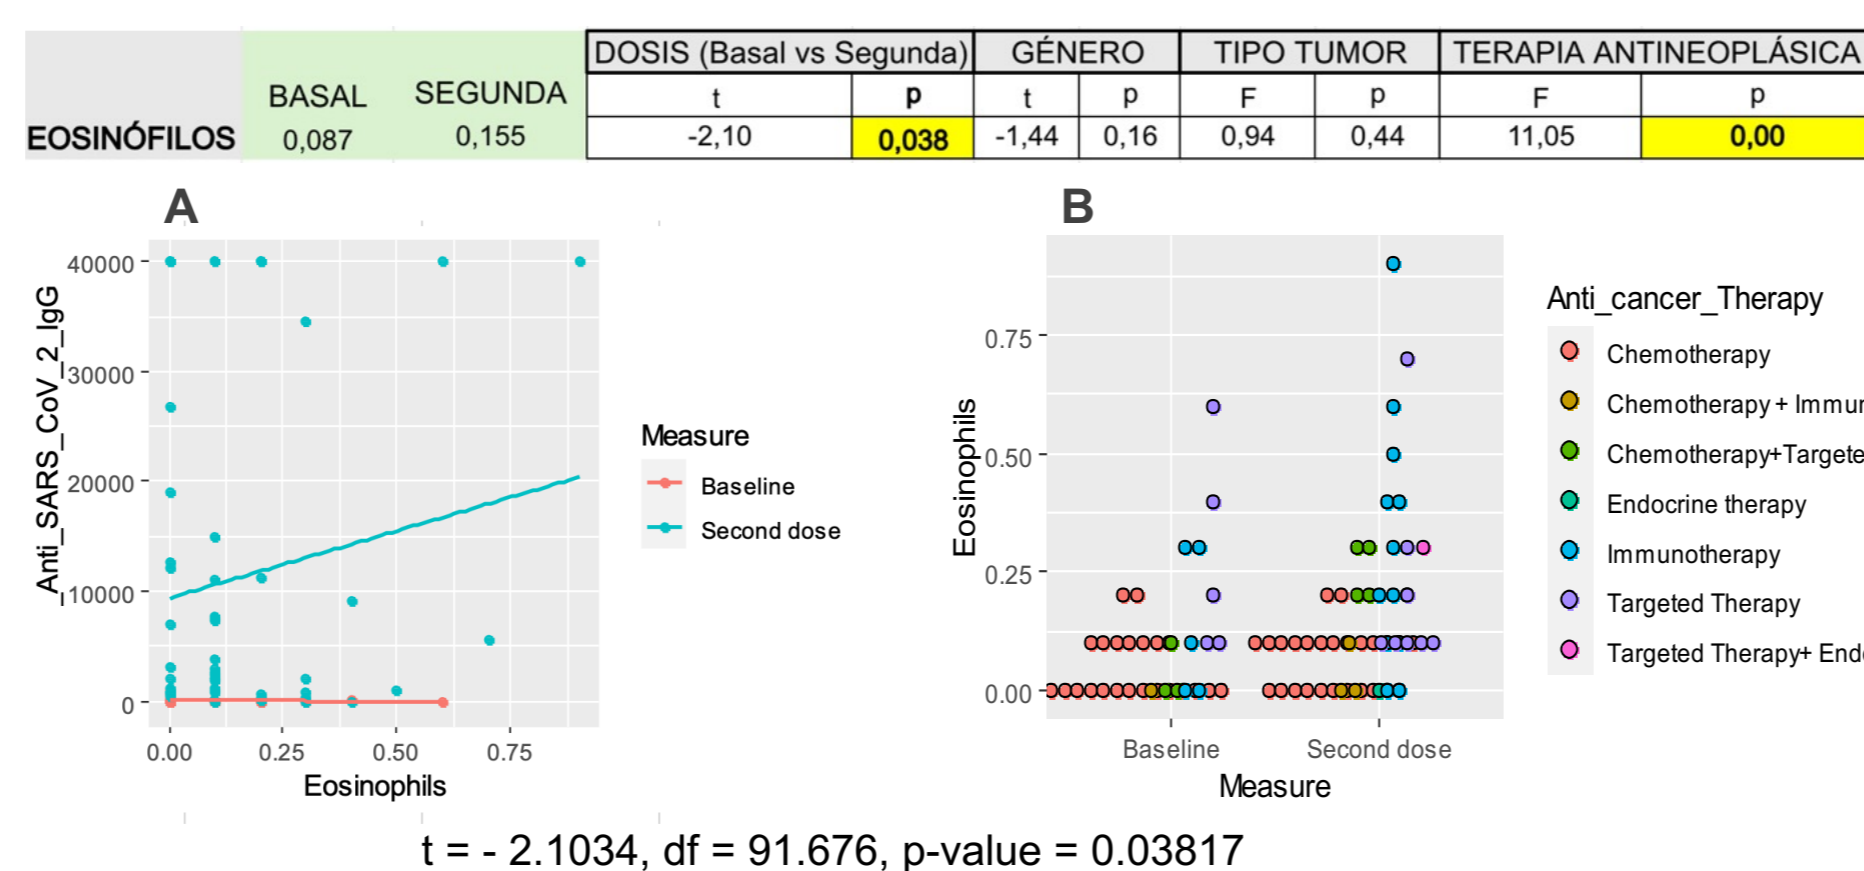 DOSIS (Basal vs Segunda) GÉNERO TIPO TUMOR TERAPIA ANTINEOPLÁSICA
BASAL SEGUNDA t p t p F p F p
EOSINÓFILOS 0,087 0,155 -2,10 0,038 -1,44 0,16 0,94 0,44 11,05 0,00
A
Anti_SARS_CoV_2_IgG
40000
30000
20000
10000
0
0.00 0.25 0.50 0.75
Eosinophils
Measure
Baseline
Second dose
B
Eosinophils
0.75
0.50
0.25
0.00
Baseline Second dose
Measure
Anti_cancer_Therapy
Chemotherapy
Chemotherapy + Immu
Chemotherapy+Targete
Endocrine therapy
Immunotherapy
Targeted Therapy
Targeted Therapy+ End
t = - 2.1034, df = 91.676, p-value = 0.03817